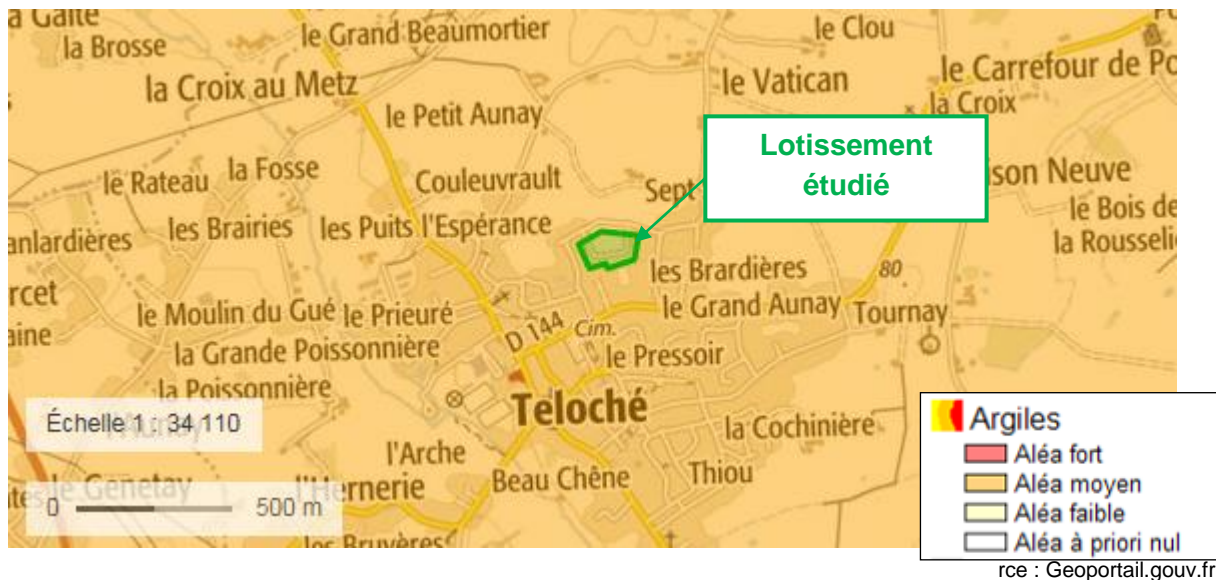 a Gaîté
la Brosse
le Grand Beaumortier
le Clou
la Croix au Metz
le Vatican
le Carrefour de Po
la Croix
le Petit Aunay
Lotissement
étudié
le Rateau
la Fosse
Couleuvrault
Sept
ison Neuve
les Brairies
les Puits
l'Espérance
le Bois de
la Rousseli
anlardières
les Brardières
80
rcet
aine
le Moulin du Gué
le Prieuré
le Grand Aunay
Tournay
D 144
Cim.
la Grande Poissonnière
le Pressoir
la Poissonnière
Teloché
Échelle 1 : 34 110
l'Aunay
la Cochinière
l'Arche
Beau Chêne
Thiou
le Genetay
l'Hernerie
0
500 m
les Bruyères
Argiles
Aléa fort
Aléa moyen
Aléa faible
Aléa à priori nul
rce : Geoportail.gouv.fr